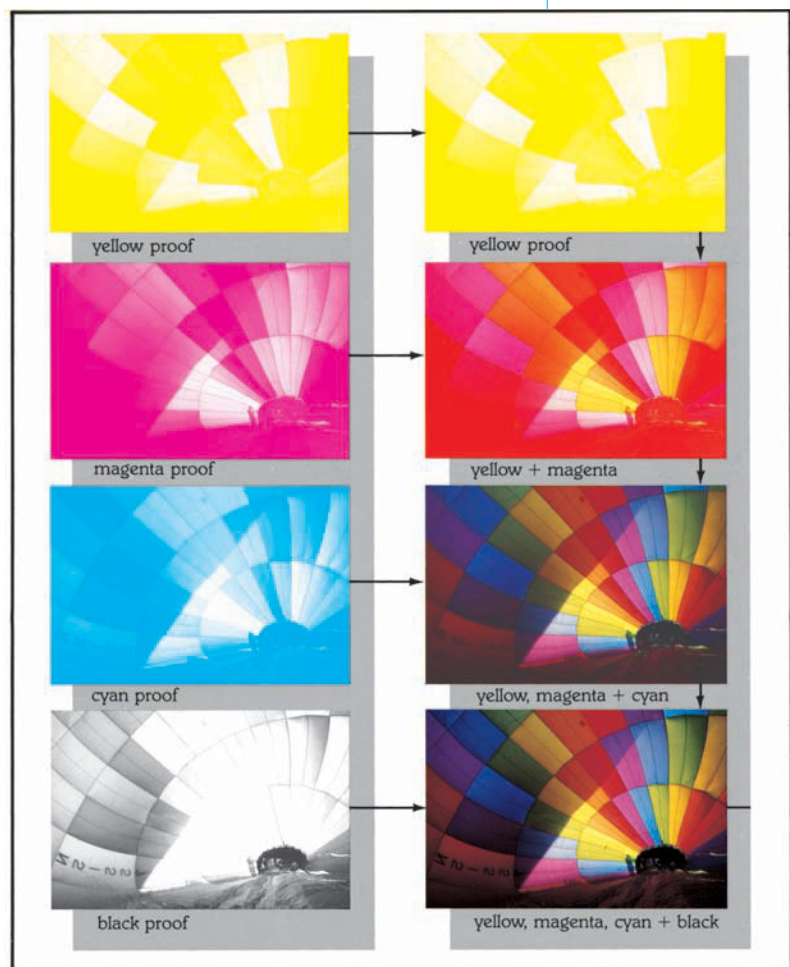 yellow proof
yellow proof
magenta proof
yellow + magenta
cyan proof
yellow, magenta + cyan
black proof
yellow, magenta, cyan + black